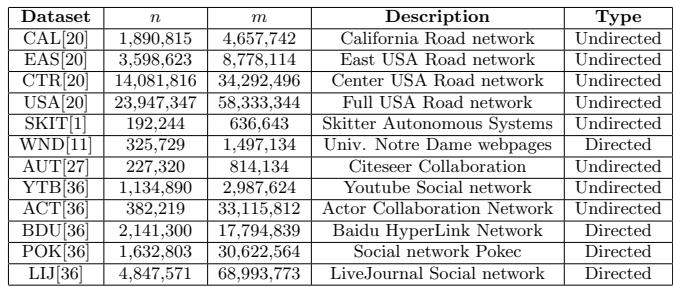 Dataset n m Description Type
CAL[20] 1,890,815 4,657,742 California Road network Undirected
EAS[20] 3,598,623 8,778,114 East USA Road network Undirected
CTR[20] 14,081,816 34,292,496 Center USA Road network Undirected
USA[20] 23,947,347 58,333,344 Full USA Road network Undirected
SKIT[1] 192,244 636,643 Skitter Autonomous Systems Undirected
WND[11] 325,729 1,497,134 Univ. Notre Dame webpages Directed
AUT[27] 227,320 814,134 Citeseer Collaboration Undirected
YTB[36] 1,134,890 2,987,624 Youtube Social network Undirected
ACT[36] 382,219 33,115,812 Actor Collaboration Network Undirected
BDU[36] 2,141,300 17,794,839 Baidu HyperLink Network Directed
POK[36] 1,632,803 30,622,564 Social network Pokec Directed
LIJ[36] 4,847,571 68,993,773 LiveJournal Social network Directed